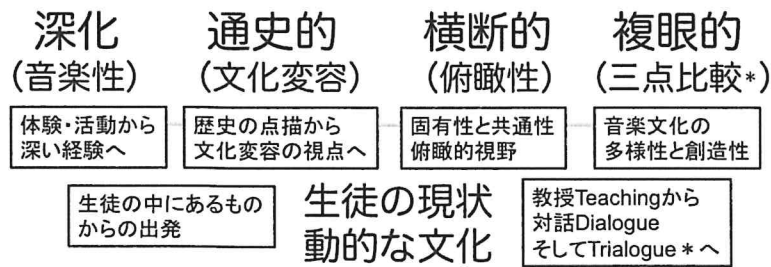 深化 通史的 横断的 複眼的
(音楽性) (文化変容) (俯瞰性) (三点比較*)
体験・活動から
深い経験へ
歴史の点描から
文化変容の視点へ
固有性と共通性
俯瞰的視野
音楽文化の
多様性と創造性
生徒の中にあるもの
からの出発
生徒の現状
動的な文化
教授Teachingから
対話Dialogue
そしてTrialogue*へ